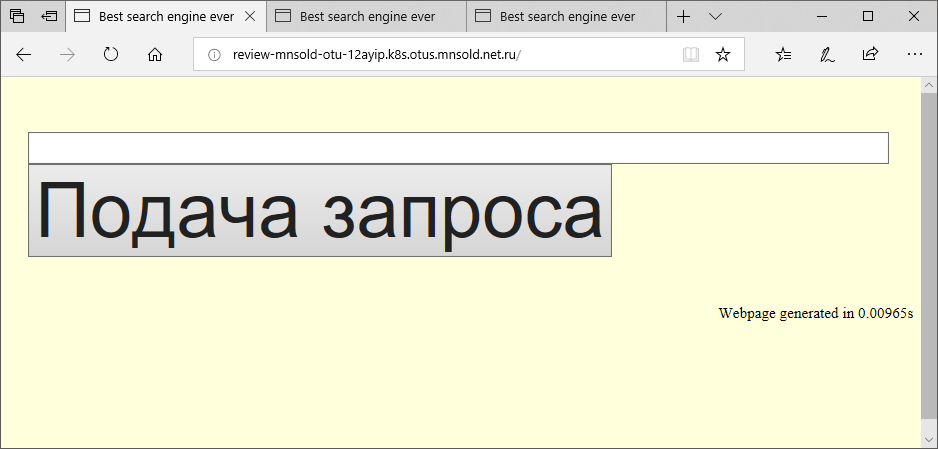 Best search engine ever
Best search engine ever
Best search engine ever
review-mnsold-otu-12ayip.k8s.otus.mnsold.net.ru/
Подача запроса
Webpage generated in 0.00965s